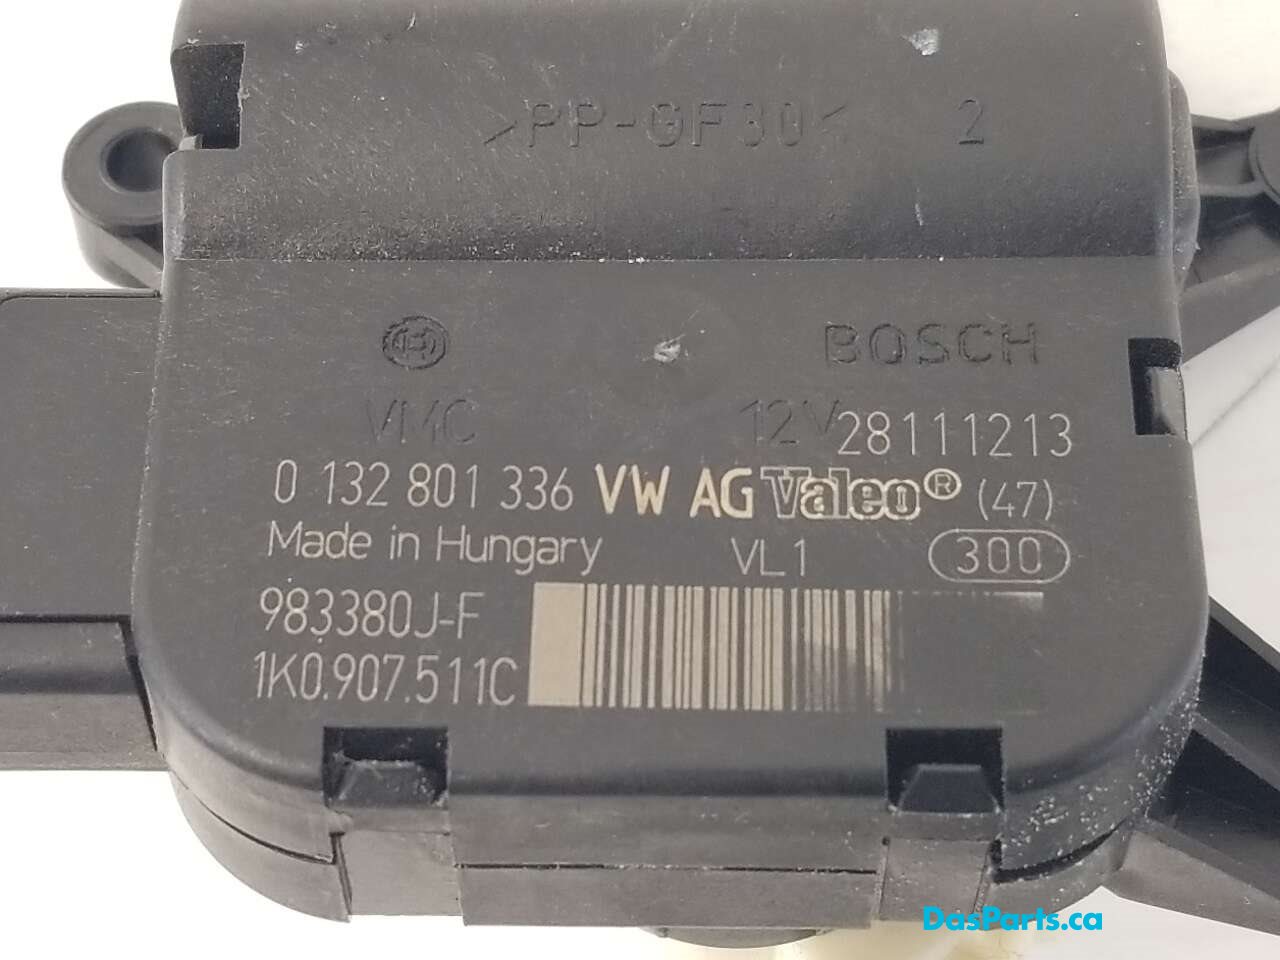 >PP-GF30< 2
BOSCH
VMC 12V 28111213
0 132 801 336 VW AG Valeo® (47)
Made in Hungary VL1 300
983380J-F
1K0.907.511C
DasParts.ca